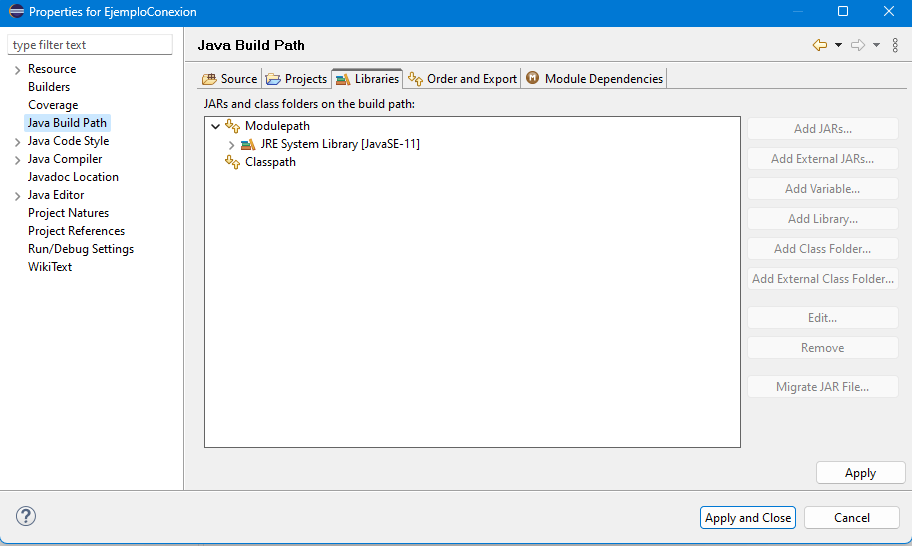 Properties for EjemploConexion
type filter text
Resource
Builders
Coverage
Java Build Path
Java Code Style
Java Compiler
Javadoc Location
Java Editor
Project Natures
Project References
Run/Debug Settings
WikiText
Java Build Path
Source
Projects
Libraries
Order and Export
Module Dependencies
JARs and class folders on the build path:
Modulepath
JRE System Library [JavaSE-11]
Classpath
Add JARs...
Add External JARs...
Add Variable...
Add Library...
Add Class Folder...
Add External Class Folder...
Edit...
Remove
Migrate JAR File...
Apply
Apply and Close
Cancel